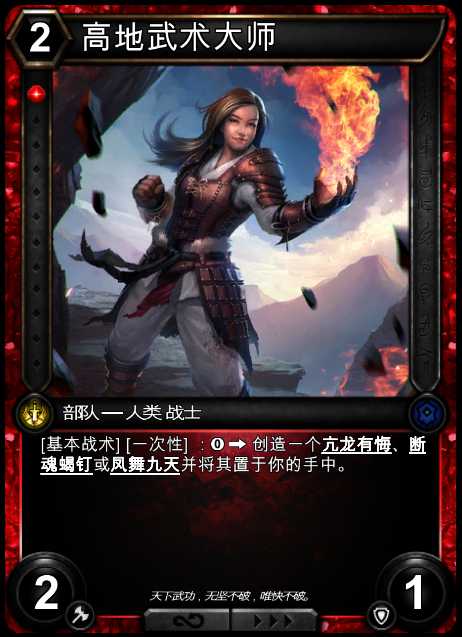 2
高地武术大师
部队 — 人类 战士
[基本战术] [一次性] ：0 ➡ 创造一个亢龙有悔、断
魂蝎钉或凤舞九天并将其置于你的手中。
天下武功，无坚不破，唯快不破。
2
1